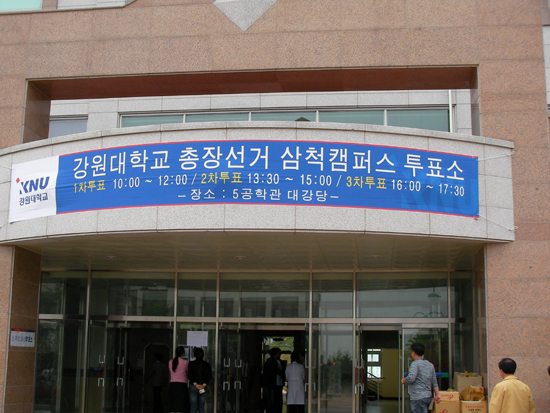 KNU
강원대학교
강원대학교 총장선거 삼척캠퍼스 투표소
1차투표 10:00 ~ 12:00 / 2차투표 13:30 ~ 15:00 / 3차투표 16:00 ~ 17:30
- 장소 : 5공학관 대강당 -